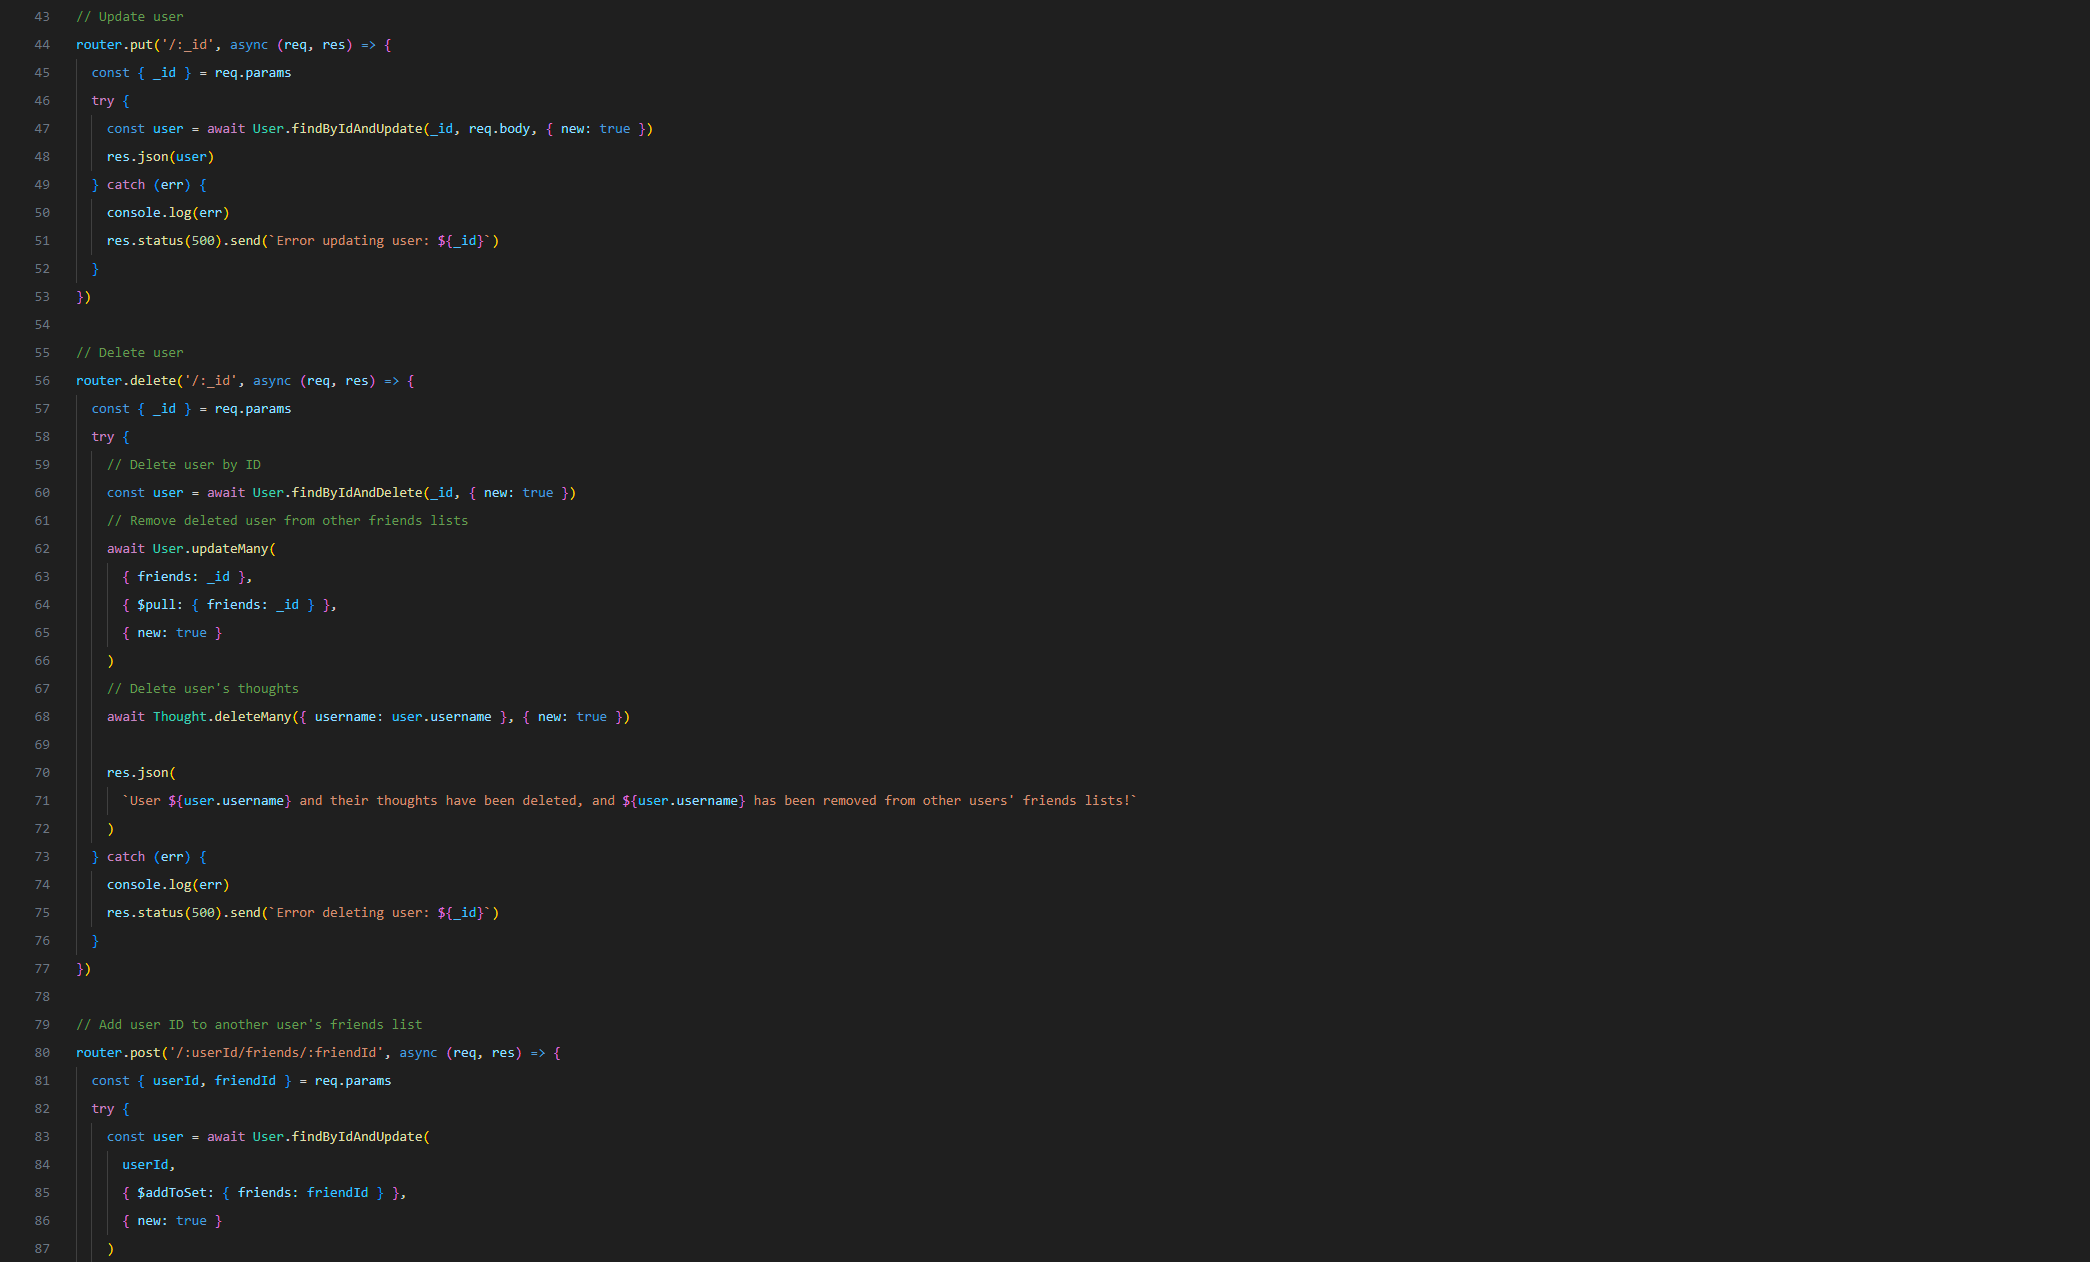 43 // Update user
44 router.put('/:_id', async (req, res) => {
45   const { _id } = req.params
46   try {
47     const user = await User.findByIdAndUpdate(_id, req.body, { new: true })
48     res.json(user)
49   } catch (err) {
50     console.log(err)
51     res.status(500).send(`Error updating user: ${_id}`)
52   }
53 })
54
55 // Delete user
56 router.delete('/:_id', async (req, res) => {
57   const { _id } = req.params
58   try {
59     // Delete user by ID
60     const user = await User.findByIdAndDelete(_id, { new: true })
61     // Remove deleted user from other friends lists
62     await User.updateMany(
63       { friends: _id },
64       { $pull: { friends: _id } },
65       { new: true }
66     )
67     // Delete user's thoughts
68     await Thought.deleteMany({ username: user.username }, { new: true })
69
70     res.json(
71       `User ${user.username} and their thoughts have been deleted, and ${user.username} has been removed from other users' friends lists!`
72     )
73   } catch (err) {
74     console.log(err)
75     res.status(500).send(`Error deleting user: ${_id}`)
76   }
77 })
78
79 // Add user ID to another user's friends list
80 router.post('/:userId/friends/:friendId', async (req, res) => {
81   const { userId, friendId } = req.params
82   try {
83     const user = await User.findByIdAndUpdate(
84       userId,
85       { $addToSet: { friends: friendId } },
86       { new: true }
87     )